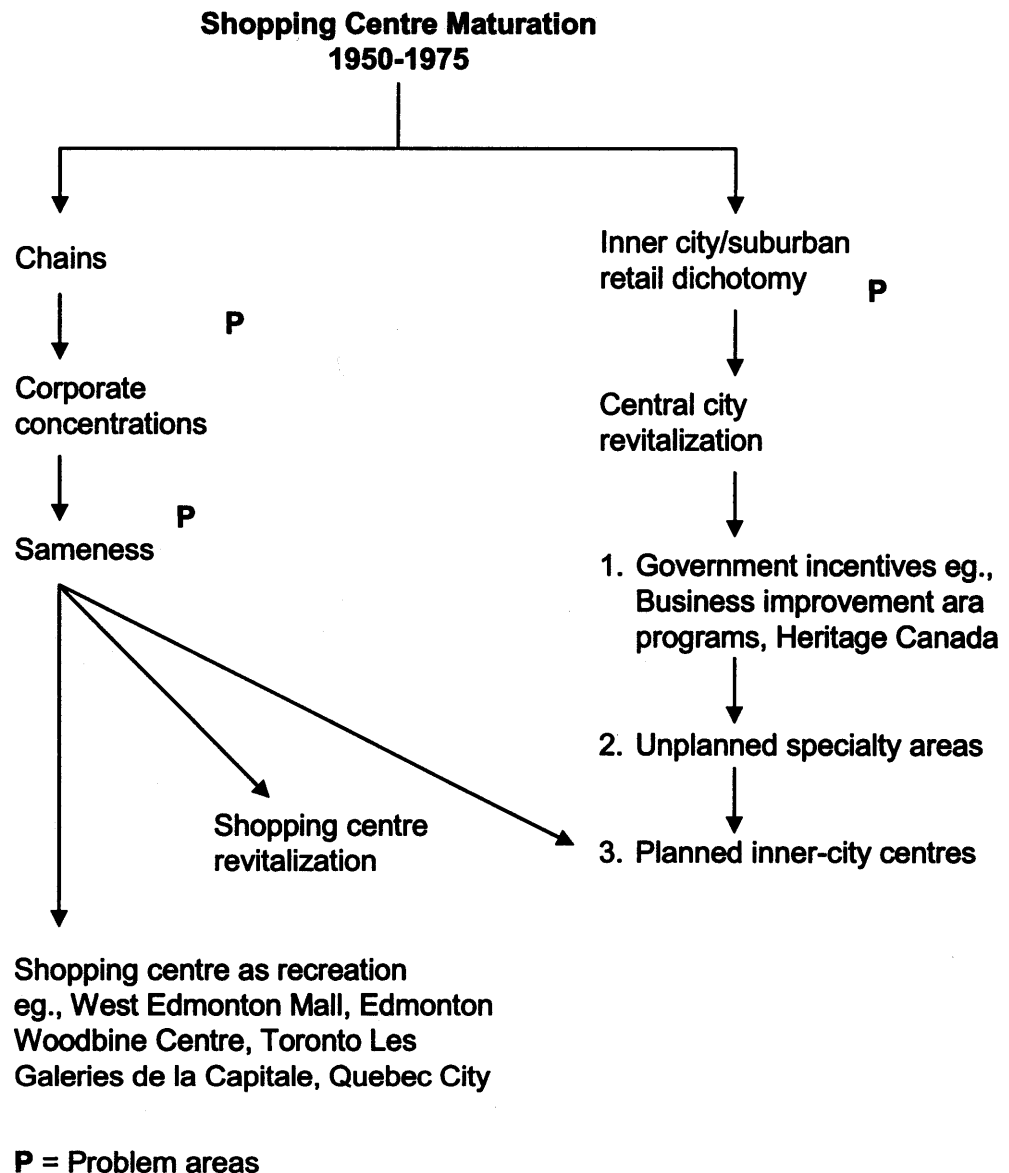 Shopping Centre Maturation
1950-1975
Chains
P
Corporate
concentrations
P
Sameness
Inner city/suburban
retail dichotomy
P
Central city
revitalization
1. Government incentives eg.,
Business improvement ara
programs, Heritage Canada
2. Unplanned specialty areas
3. Planned inner-city centres
Shopping centre
revitalization
Shopping centre as recreation
eg., West Edmonton Mall, Edmonton
Woodbine Centre, Toronto Les
Galeries de la Capitale, Quebec City
P = Problem areas